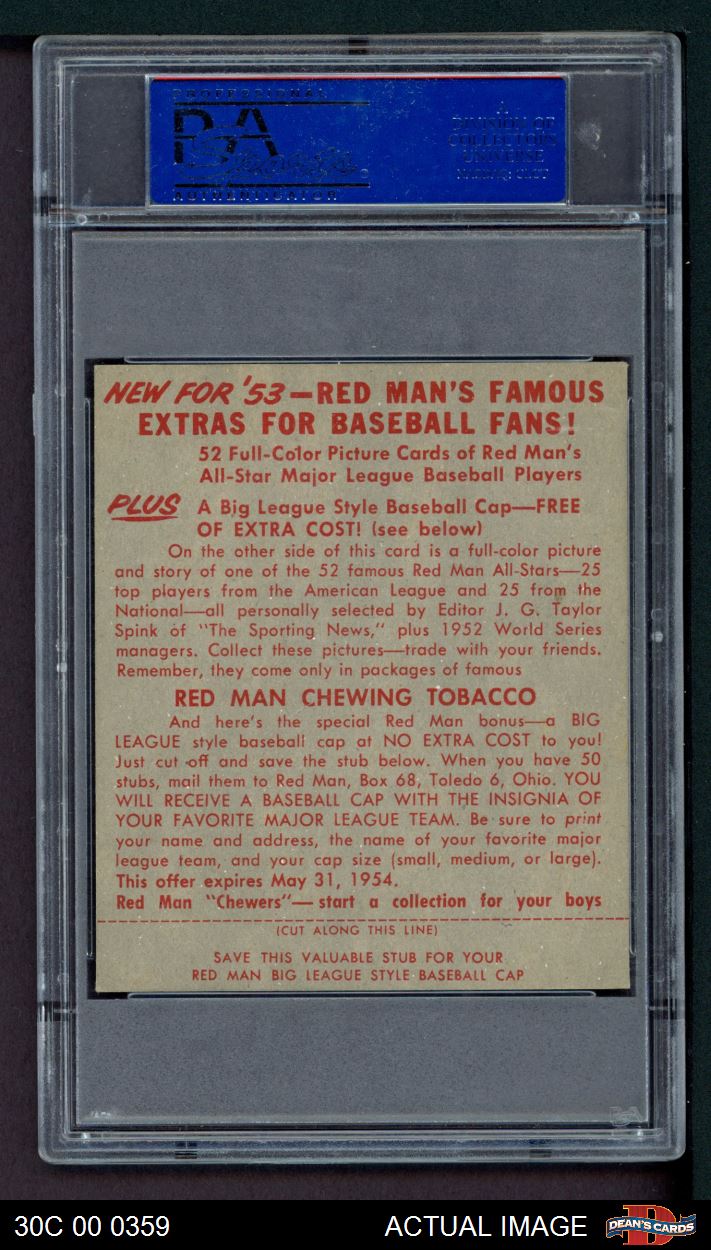 PROFESSIONAL
PSA
AUTHENTICATOR
A
DIVISION OF
COLLECTORS
UNIVERSE
NASDAQ: CLCT
NEW FOR '53—RED MAN'S FAMOUS
EXTRAS FOR BASEBALL FANS!
52 Full-Color Picture Cards of Red Man's
All-Star Major League Baseball Players
PLUS A Big League Style Baseball Cap—FREE
OF EXTRA COST! (see below)
On the other side of this card is a full-color picture
and story of one of the 52 famous Red Man All-Stars—25
top players from the American League and 25 from the
National—all personally selected by Editor J. G. Taylor
Spink of "The Sporting News," plus 1952 World Series
managers. Collect these pictures—trade with your friends.
Remember, they come only in packages of famous
RED MAN CHEWING TOBACCO
And here's the special Red Man bonus—a BIG
LEAGUE style baseball cap at NO EXTRA COST to you!
Just cut off and save the stub below. When you have 50
stubs, mail them to Red Man, Box 68, Toledo 6, Ohio. YOU
WILL RECEIVE A BASEBALL CAP WITH THE INSIGNIA OF
YOUR FAVORITE MAJOR LEAGUE TEAM. Be sure to print
your name and address, the name of your favorite major
league team, and your cap size (small, medium, or large).
This offer expires May 31, 1954.
Red Man "Chewers"—start a collection for your boys
(CUT ALONG THIS LINE)
SAVE THIS VALUABLE STUB FOR YOUR
RED MAN BIG LEAGUE STYLE BASEBALL CAP
PSA
30C 00 0359 ACTUAL IMAGE DEAN'S CARDS